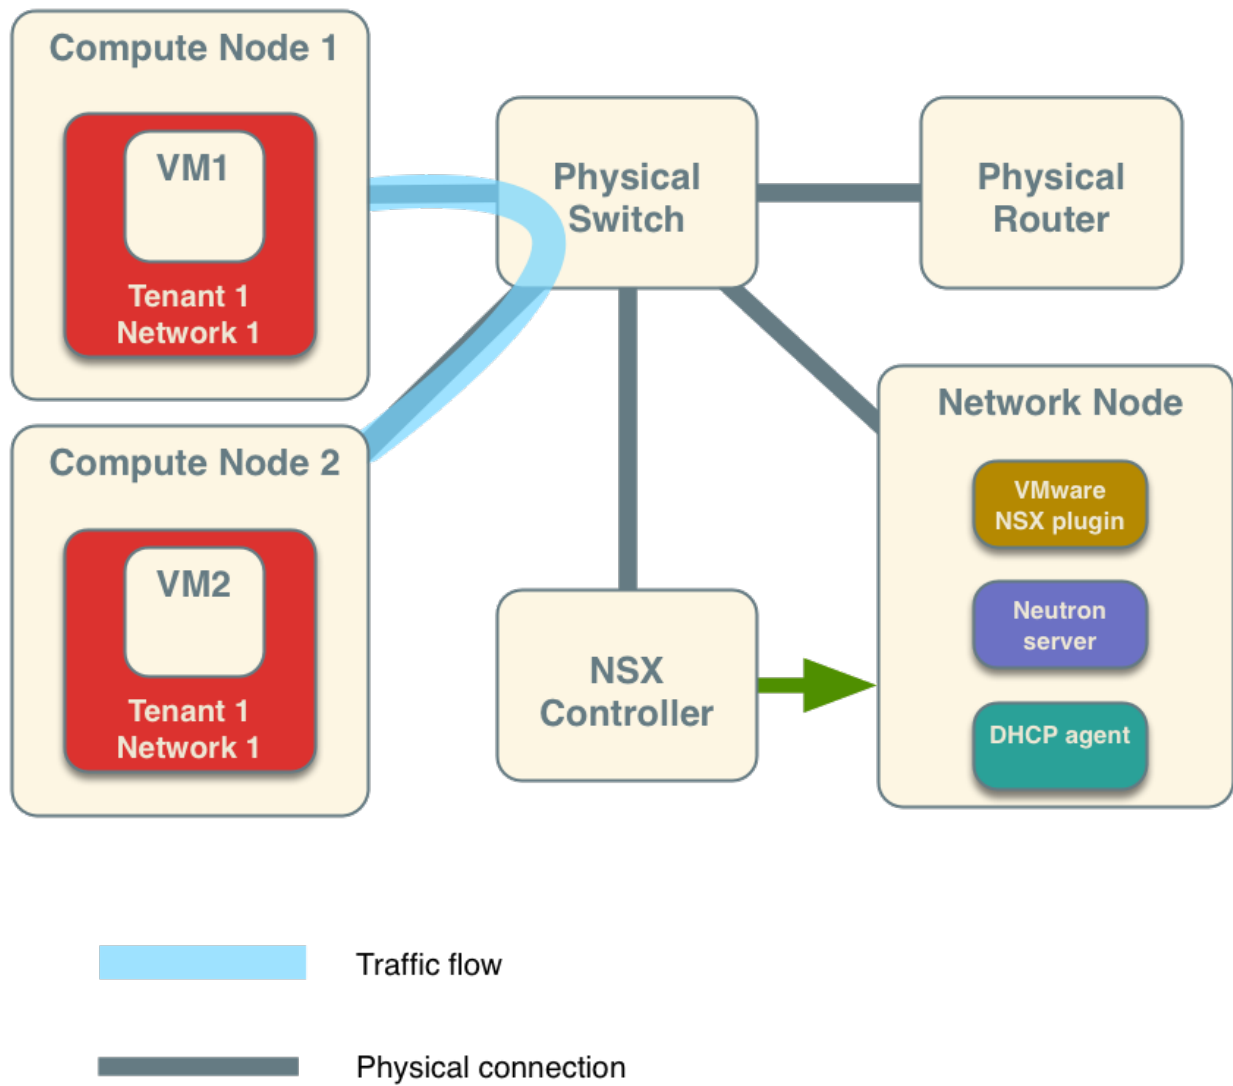 Compute Node 1
VM1
Tenant 1
Network 1
Physical
Switch
Physical
Router
Compute Node 2
VM2
Tenant 1
Network 1
NSX
Controller
Network Node
VMware
NSX plugin
Neutron
server
DHCP agent
Traffic flow
Physical connection